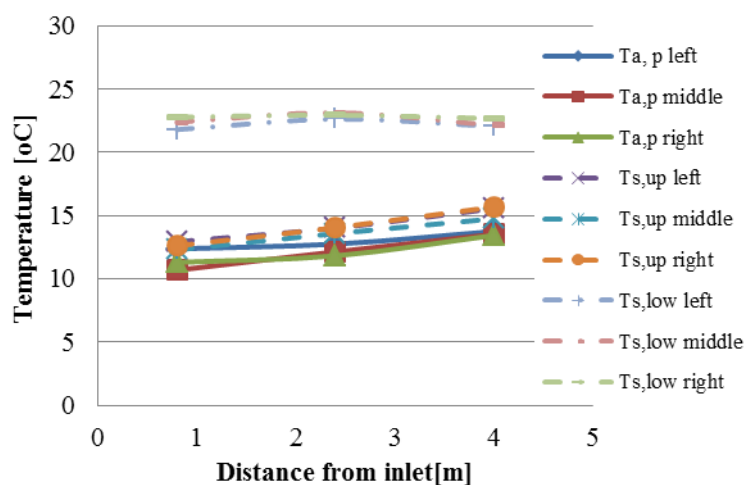 30
25
20
15
10
5
0
Temperature [oC]
0 1 2 3 4 5
Distance from inlet[m]
Ta, p left
Ta,p middle
Ta,p right
Ts,up left
Ts,up middle
Ts,up right
Ts,low left
Ts,low middle
Ts,low right